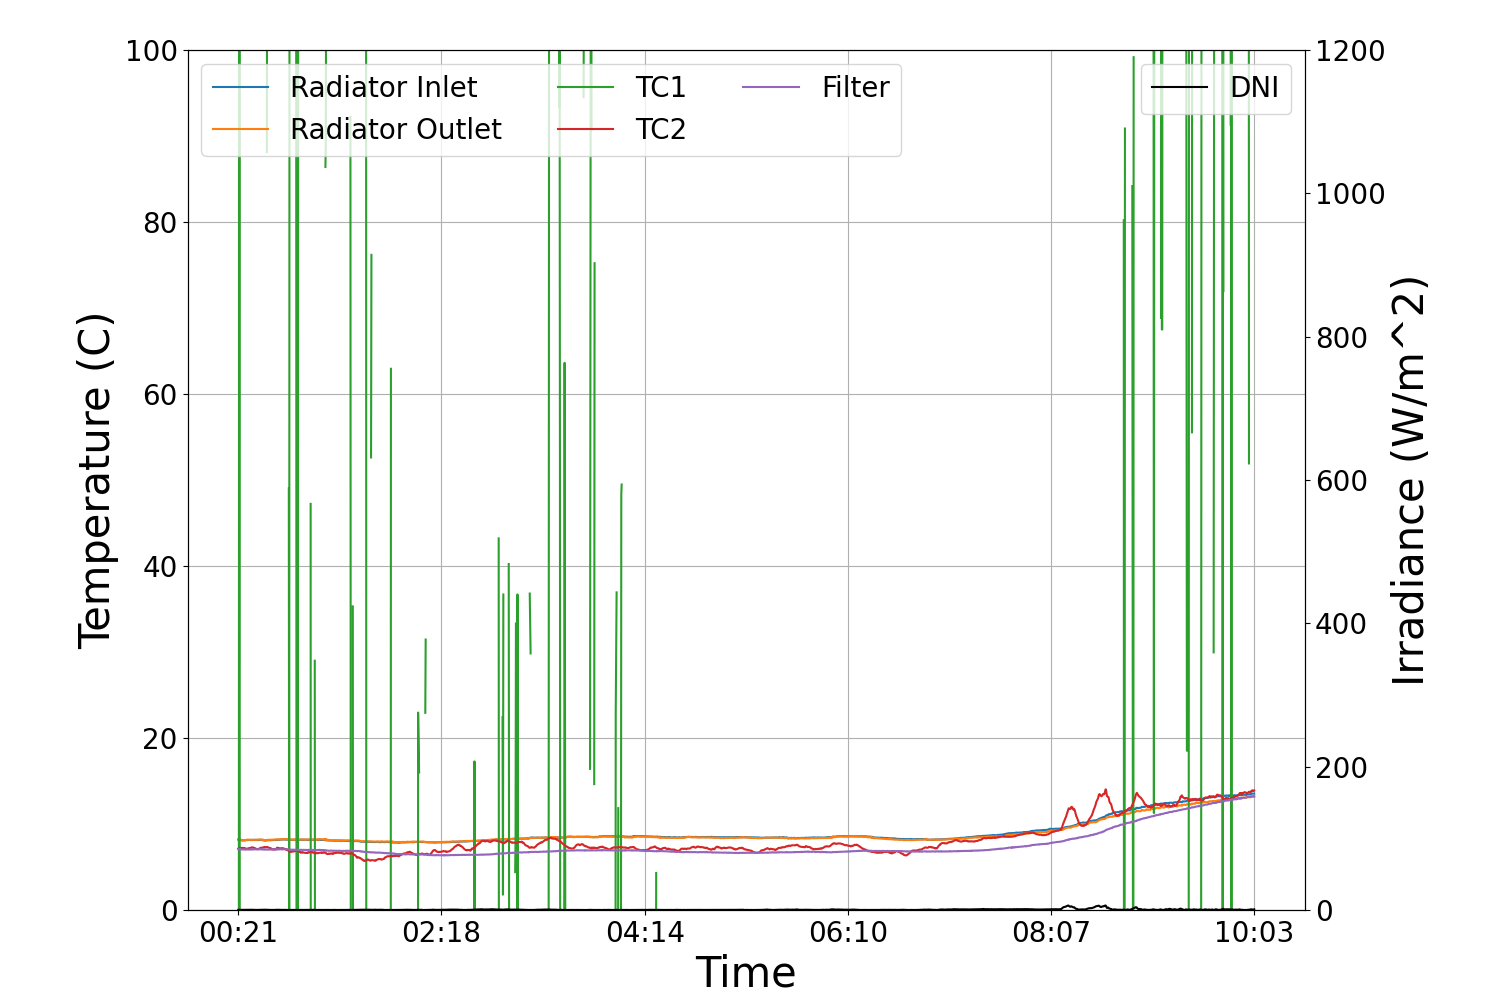 100
80
60
40
20
0
Temperature (C)
Radiator Inlet
Radiator Outlet
TC1
TC2
Filter
DNI
1200
1000
800
600
400
200
0
Irradiance (W/m^2)
00:21 02:18 04:14 06:10 08:07 10:03
Time